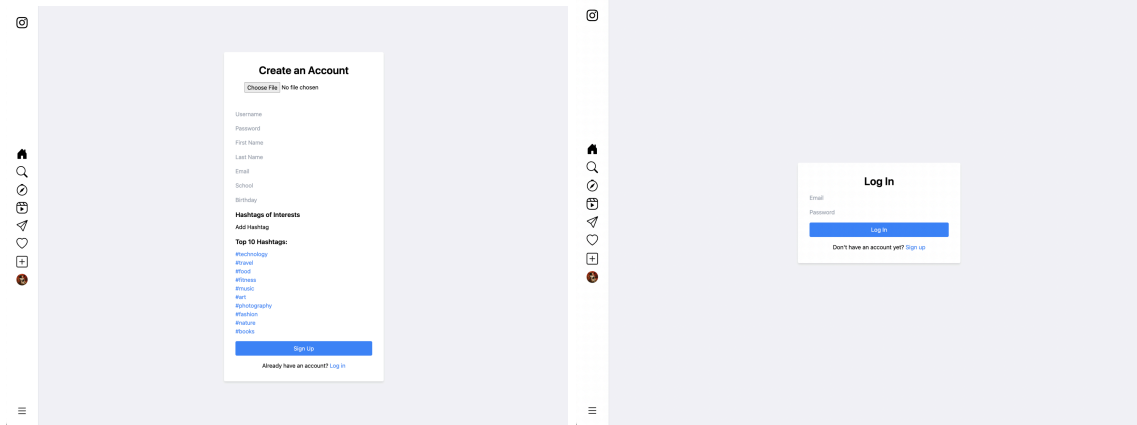 Create an Account
Choose File No file chosen
Username
Password
First Name
Last Name
Email
School
Birthday
Hashtags of Interests
Add Hashtag
Top 10 Hashtags:
#technology
#travel
#food
#fitness
#music
#art
#photography
#fashion
#nature
#books
Sign Up
Already have an account? Log in
Log In
Email
Password
Log In
Don't have an account yet? Sign up